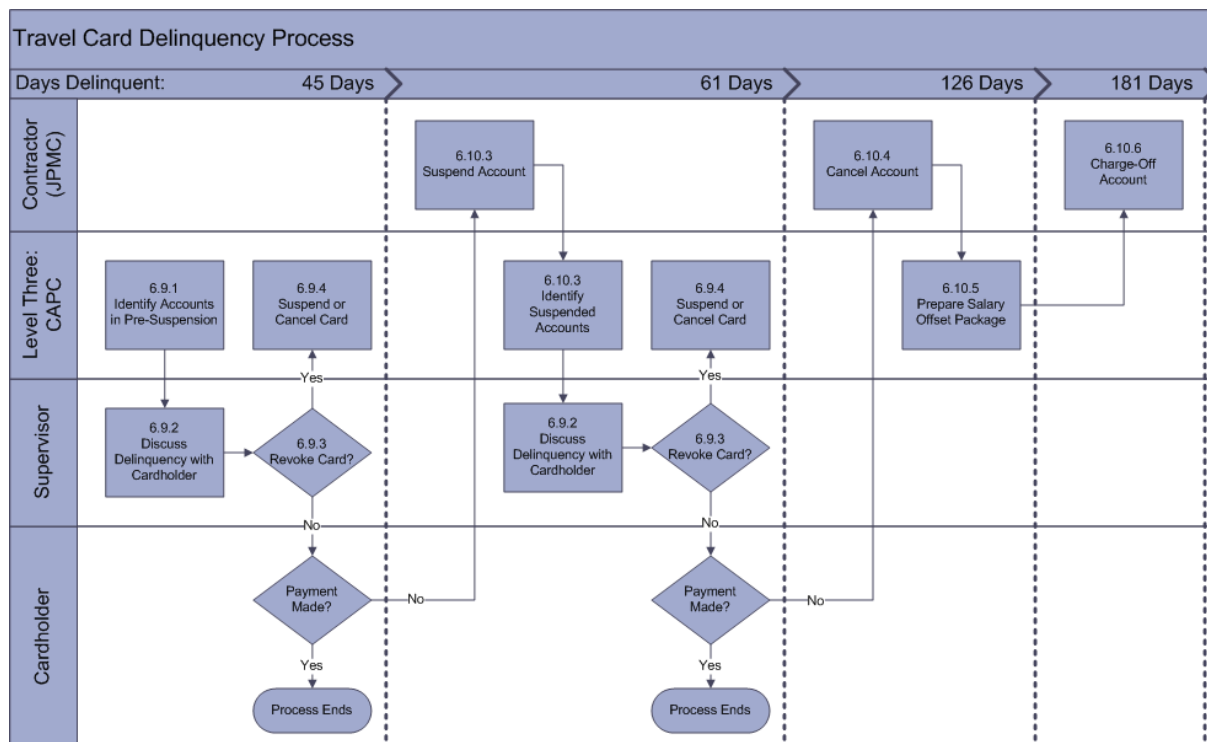 Travel Card Delinquency Process
Days Delinquent:
45 Days
61 Days
126 Days
181 Days
Contractor
(JPMC)
6.10.3
Suspend Account
6.10.4
Cancel Account
6.10.6
Charge-Off
Account
Level Three:
CAPC
6.9.1
Identify Accounts
in Pre-Suspension
6.9.4
Suspend or
Cancel Card
6.10.3
Identify
Suspended
Accounts
6.9.4
Suspend or
Cancel Card
6.10.5
Prepare Salary
Offset Package
Yes
Yes
Supervisor
6.9.2
Discuss
Delinquency with
Cardholder
6.9.3
Revoke Card?
6.9.2
Discuss
Delinquency with
Cardholder
6.9.3
Revoke Card?
No
No
Cardholder
Payment
Made?
No
Payment
Made?
No
Yes
Yes
Process Ends
Process Ends